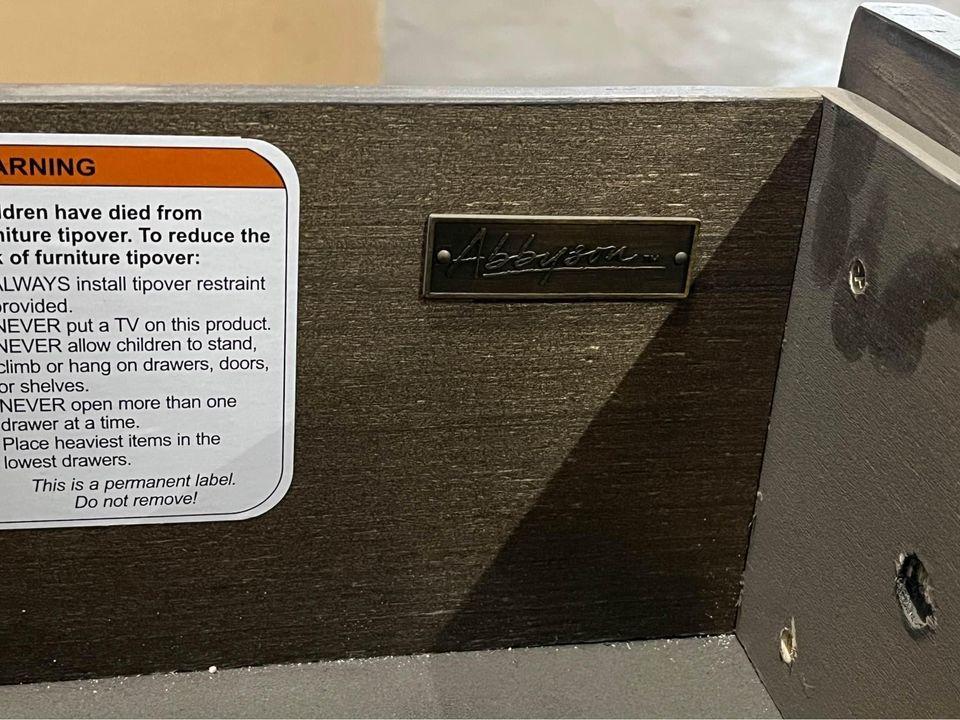 ARNING
ldren have died from
niture tipover. To reduce the
k of furniture tipover:
ALWAYS install tipover restraint
provided.
NEVER put a TV on this product.
NEVER allow children to stand,
climb or hang on drawers, doors,
or shelves.
NEVER open more than one
drawer at a time.
Place heaviest items in the
lowest drawers.
This is a permanent label.
Do not remove!
Abbyson